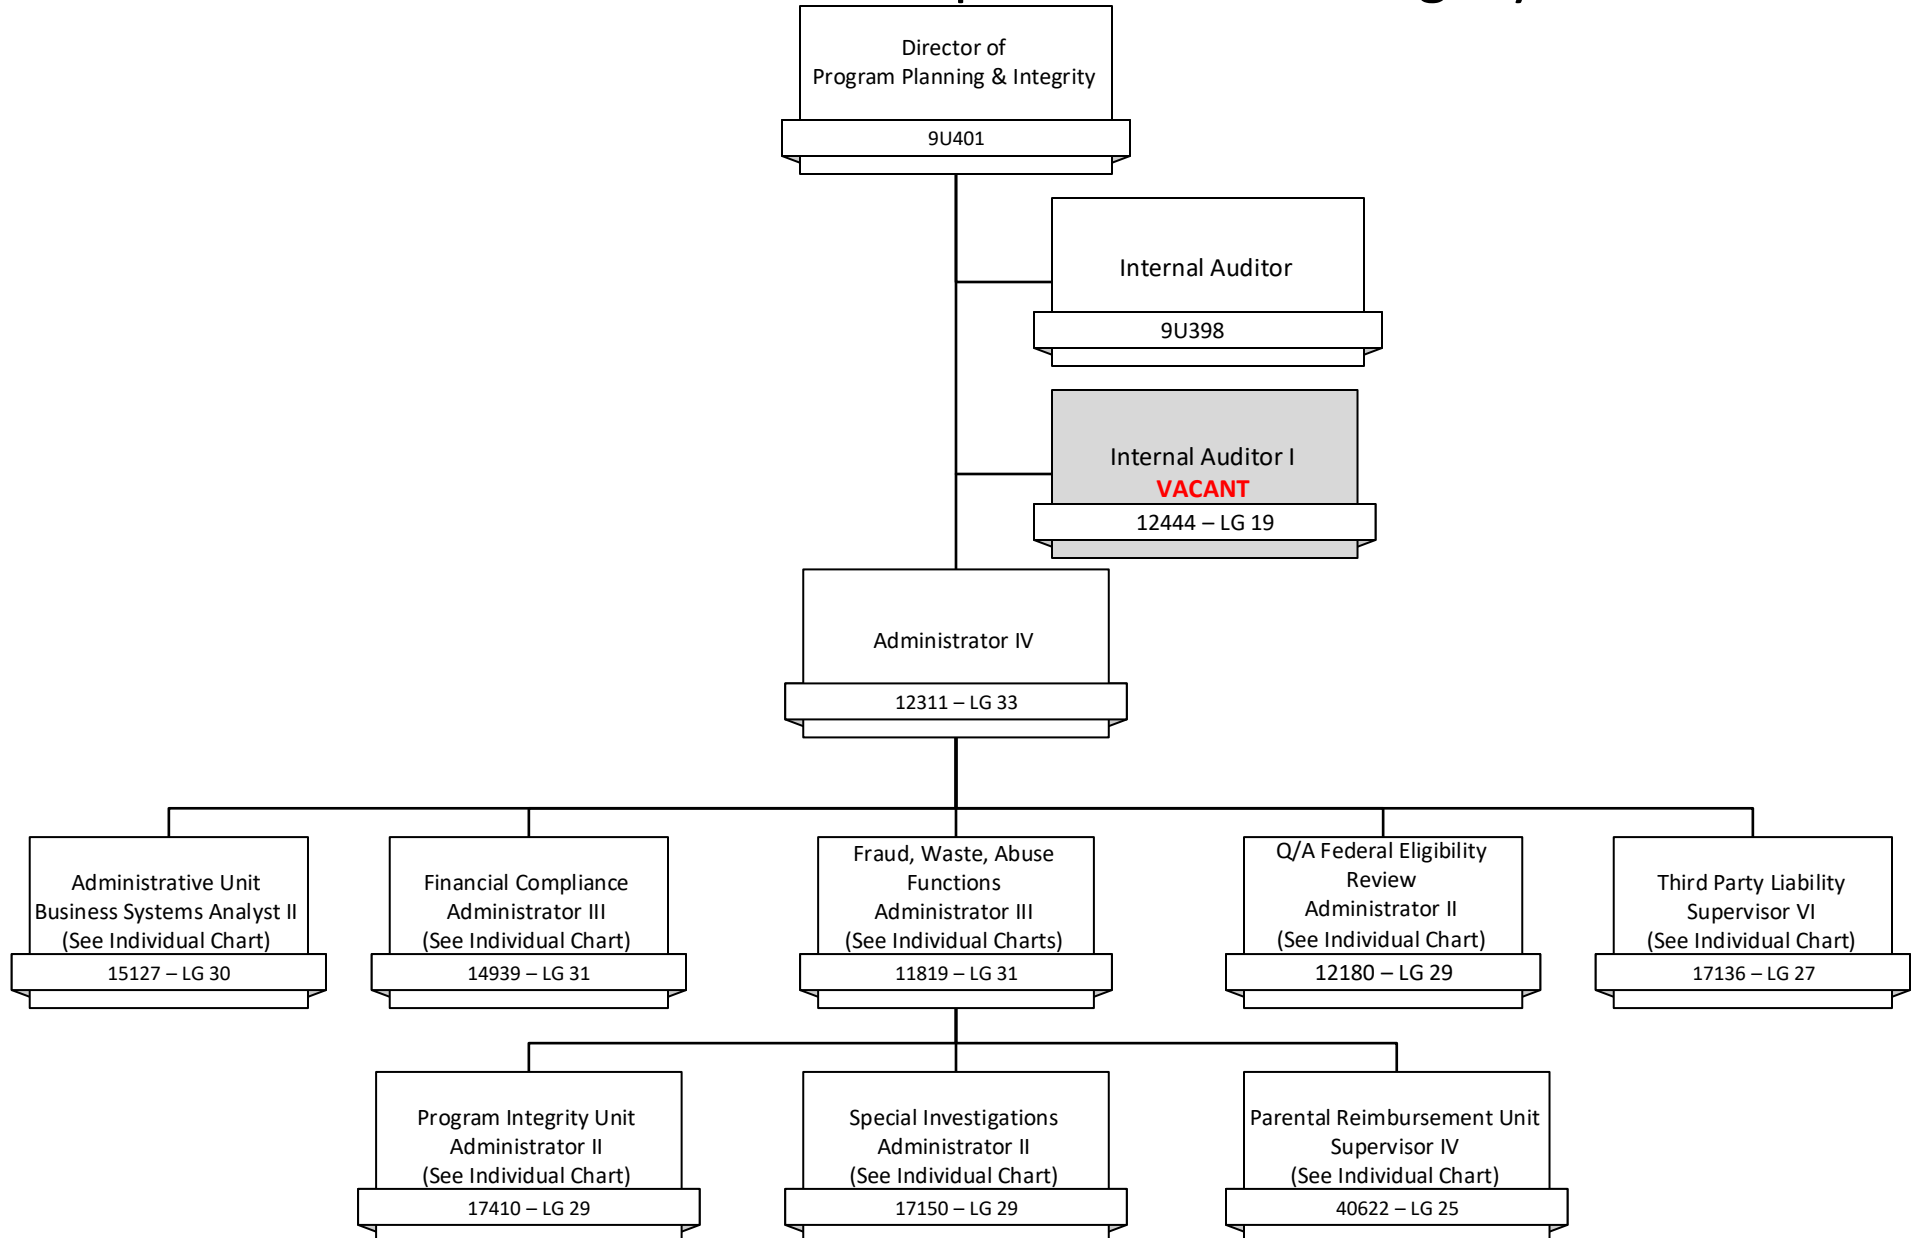 Director of
Program Planning & Integrity
9U401
Internal Auditor
9U398
Internal Auditor I
VACANT
12444 – LG 19
Administrator IV
12311 – LG 33
Administrative Unit
Business Systems Analyst II
(See Individual Chart)
15127 – LG 30
Financial Compliance
Administrator III
(See Individual Chart)
14939 – LG 31
Fraud, Waste, Abuse
Functions
Administrator III
(See Individual Charts)
11819 – LG 31
Q/A Federal Eligibility
Review
Administrator II
(See Individual Chart)
12180 – LG 29
Third Party Liability
Supervisor VI
(See Individual Chart)
17136 – LG 27
Program Integrity Unit
Administrator II
(See Individual Chart)
17410 – LG 29
Special Investigations
Administrator II
(See Individual Chart)
17150 – LG 29
Parental Reimbursement Unit
Supervisor IV
(See Individual Chart)
40622 – LG 25